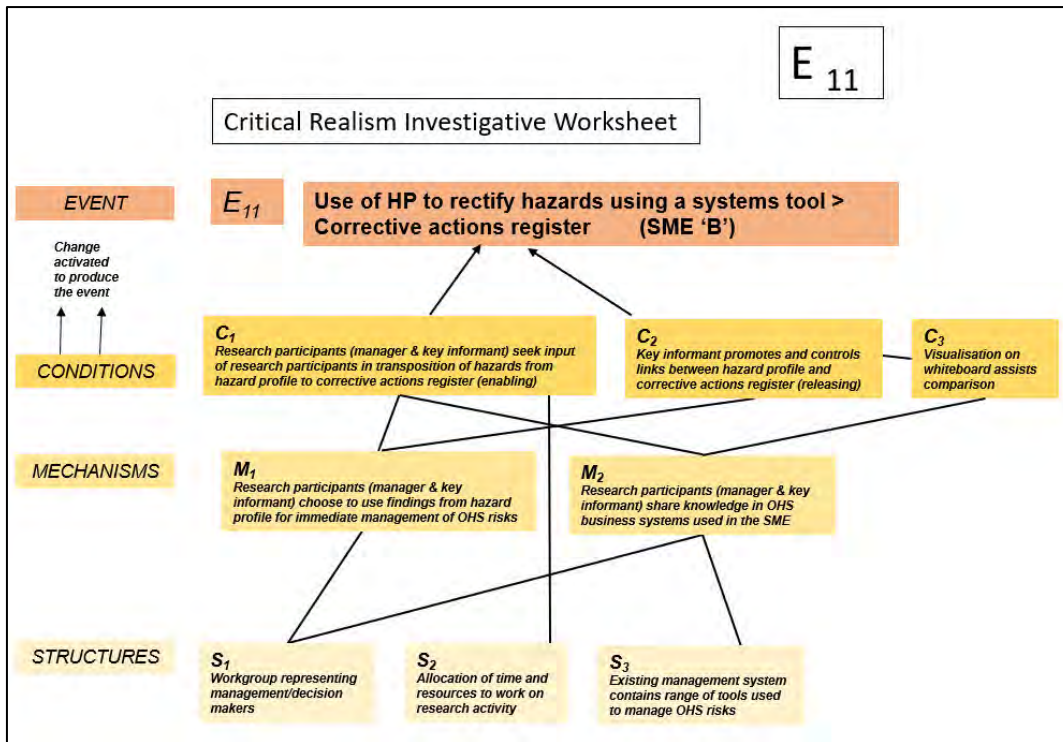 E 11
Critical Realism Investigative Worksheet
EVENT
E11
Use of HP to rectify hazards using a systems tool >
Corrective actions register (SME ‘B’)
Change
activated
to produce
the event
CONDITIONS
C1
Research participants (manager & key informant) seek input
of research participants in transposition of hazards from
hazard profile to corrective actions register (enabling)
C2
Key informant promotes and controls
links between hazard profile and
corrective actions register (releasing)
C3
Visualisation on
whiteboard assists
comparison
MECHANISMS
M1
Research participants (manager & key
informant) choose to use findings from hazard
profile for immediate management of OHS risks
M2
Research participants (manager & key
informant) share knowledge in OHS
business systems used in the SME
STRUCTURES
S1
Workgroup representing
management/decision
makers
S2
Allocation of time and
resources to work on
research activity
S3
Existing management system
contains range of tools used
to manage OHS risks